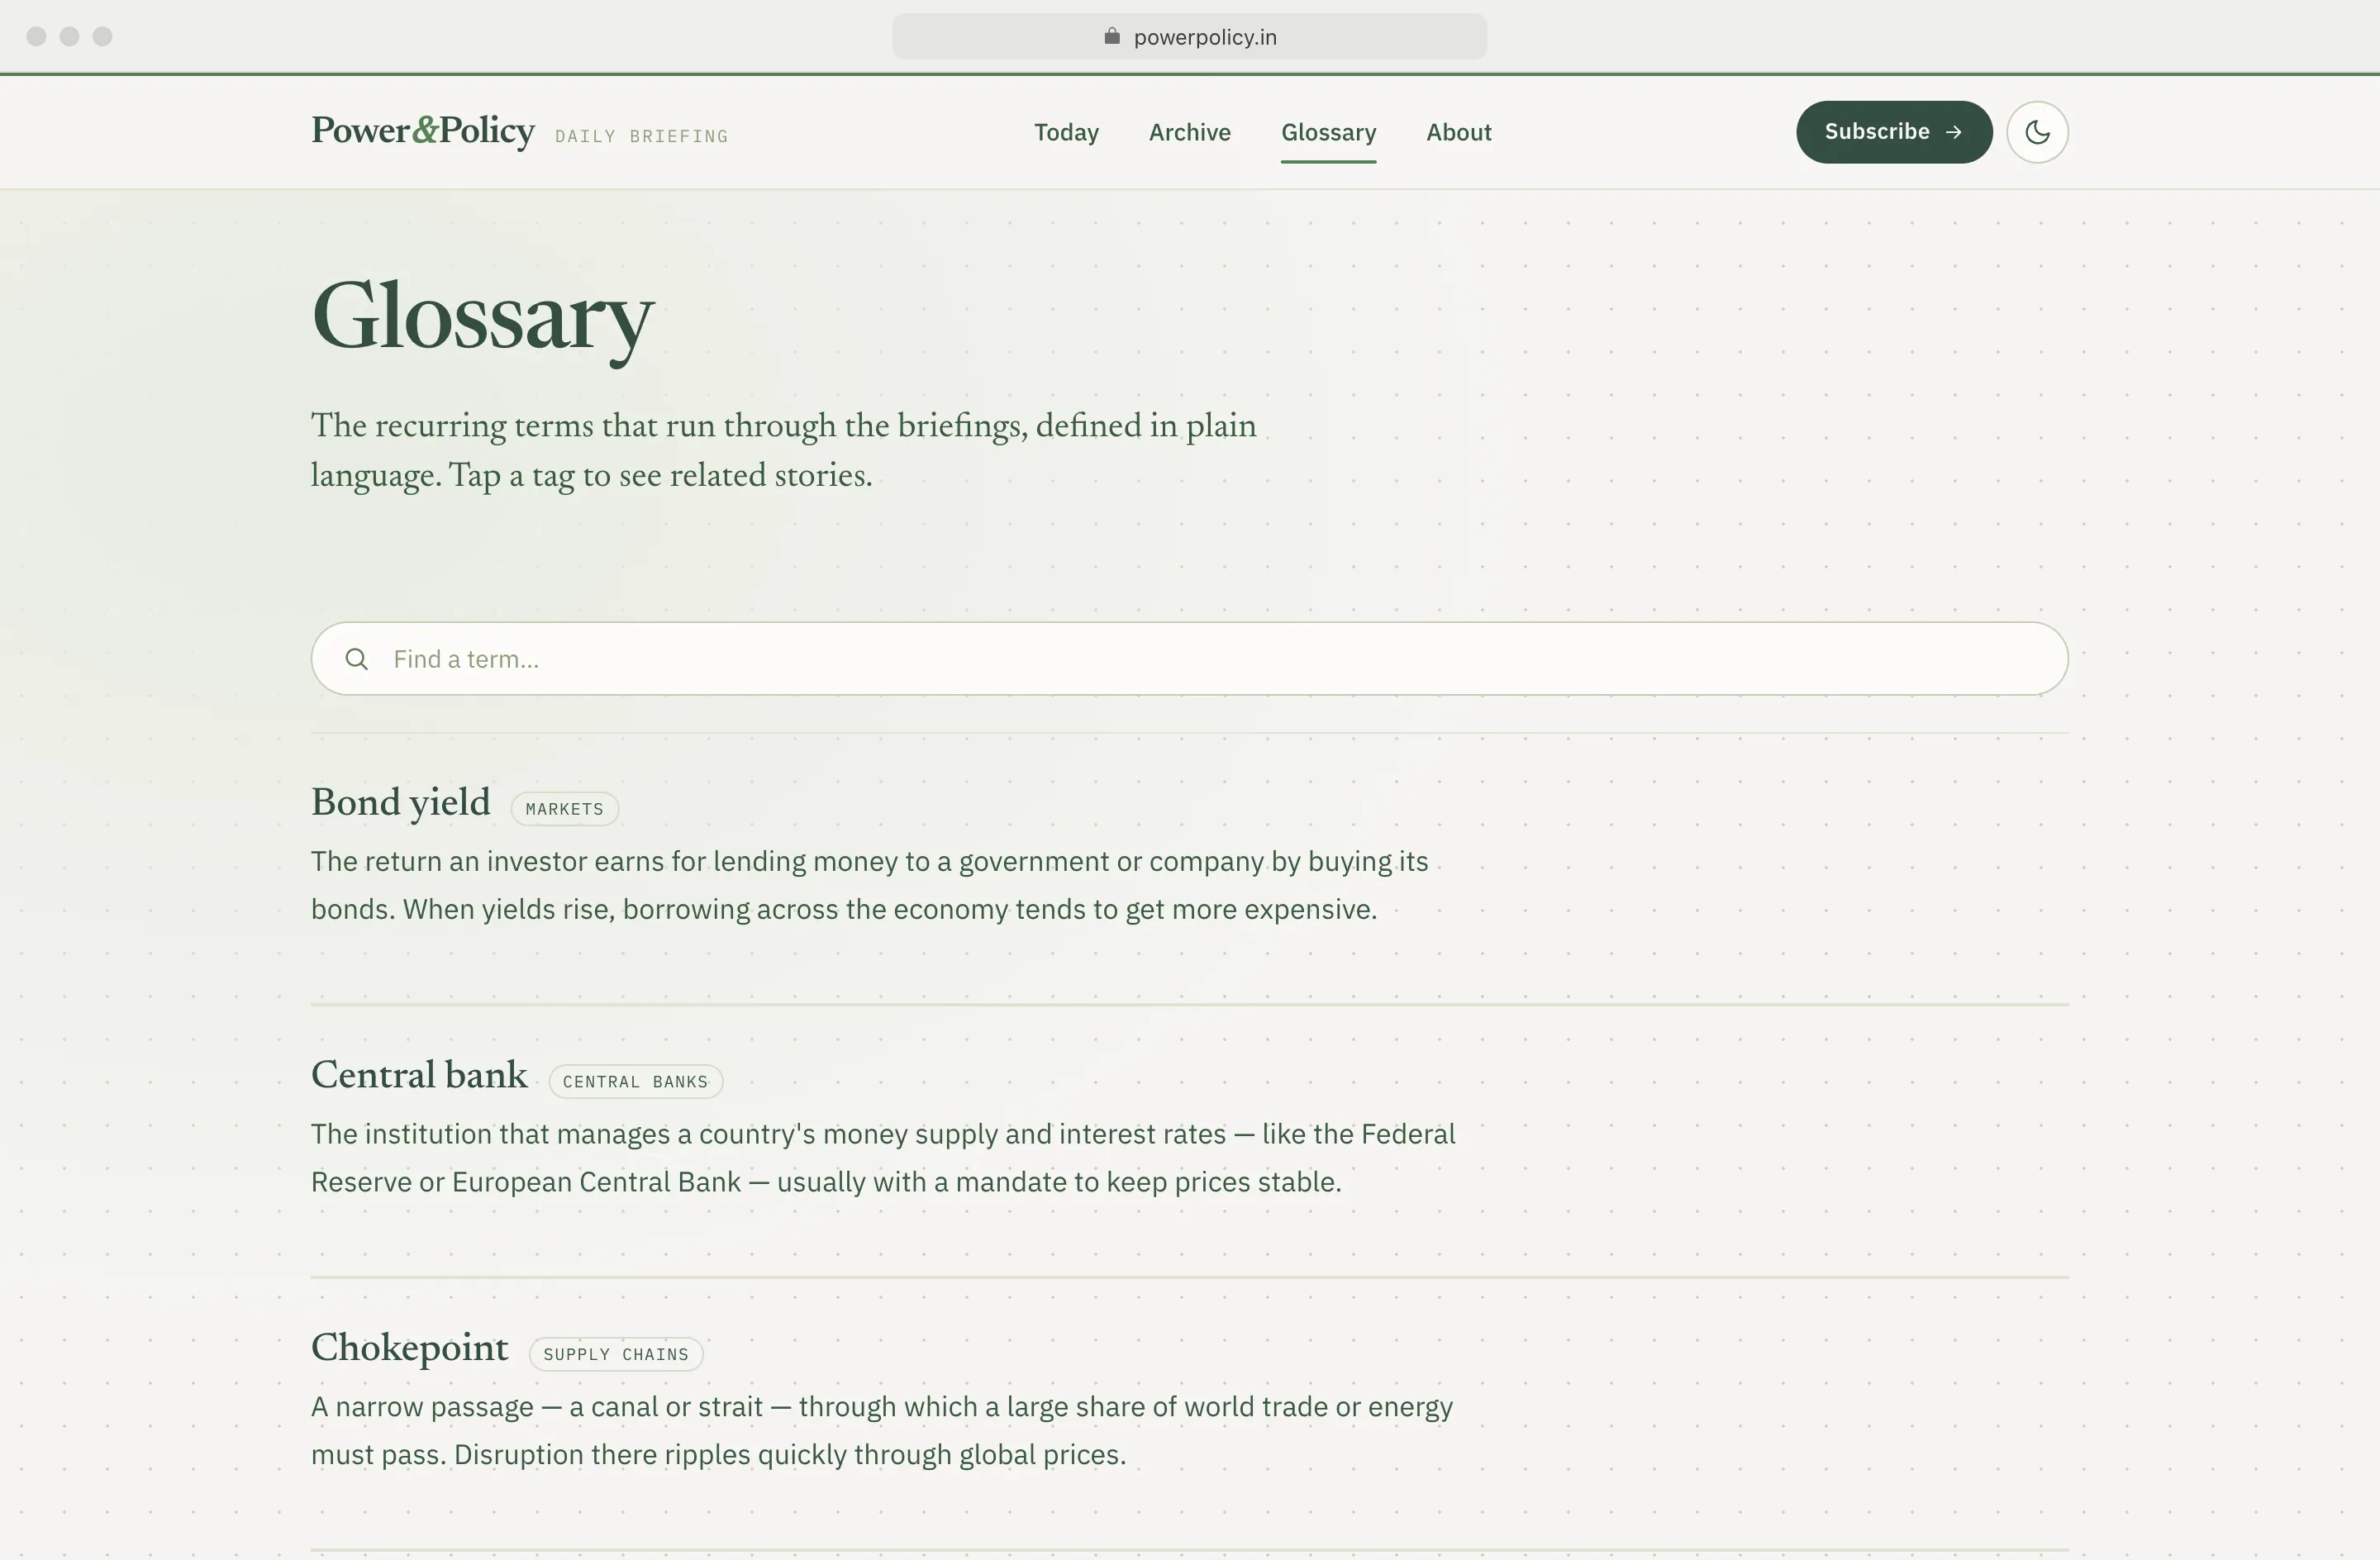 powerpolicy.in
Power&Policy DAILY BRIEFING
Today
Archive
Glossary
About
Subscribe →
Glossary
The recurring terms that run through the briefings, defined in plain
language. Tap a tag to see related stories.
Find a term...
Bond yield MARKETS
The return an investor earns for lending money to a government or company by buying its
bonds. When yields rise, borrowing across the economy tends to get more expensive.
Central bank CENTRAL BANKS
The institution that manages a country's money supply and interest rates — like the Federal
Reserve or European Central Bank — usually with a mandate to keep prices stable.
Chokepoint SUPPLY CHAINS
A narrow passage — a canal or strait — through which a large share of world trade or energy
must pass. Disruption there ripples quickly through global prices.